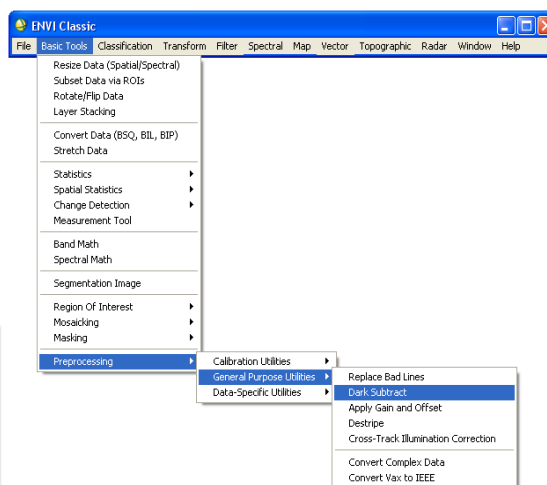 ENVI Classic
File Basic Tools Classification Transform Filter Spectral Map Vector Topographic Radar Window Help
Resize Data (Spatial/Spectral)
Subset Data via ROIs
Rotate/Flip Data
Layer Stacking
Convert Data (BSQ, BIL, BIP)
Stretch Data
Statistics
Spatial Statistics
Change Detection
Measurement Tool
Band Math
Spectral Math
Segmentation Image
Region Of Interest
Mosaicking
Masking
Preprocessing
Calibration Utilities
General Purpose Utilities
Data-Specific Utilities
Replace Bad Lines
Dark Subtract
Apply Gain and Offset
Destripe
Cross-Track Illumination Correction
Convert Complex Data
Convert Vax to IEEE